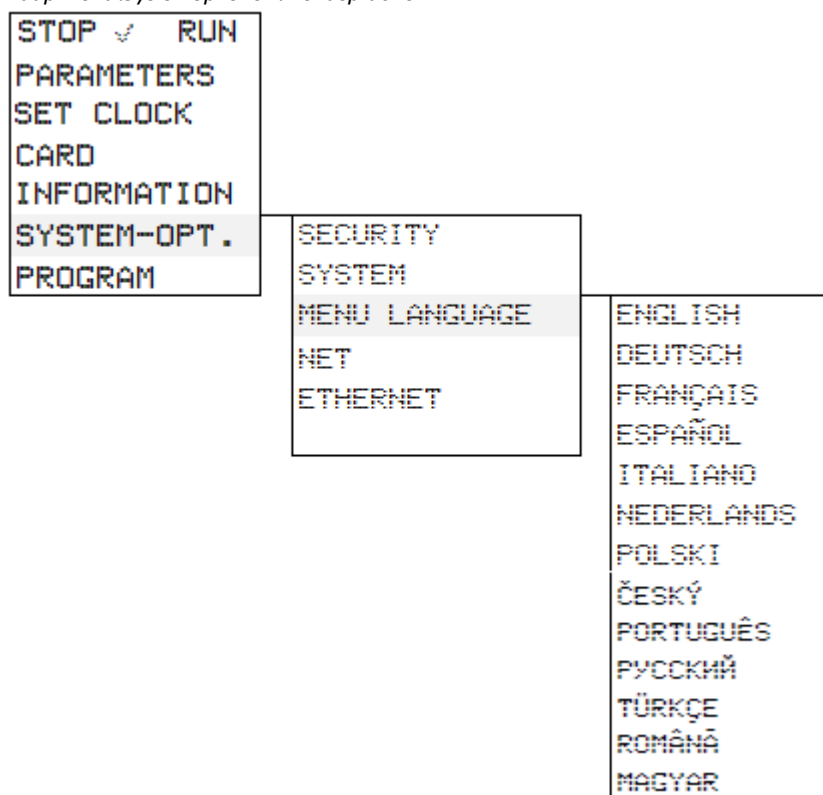 STOP √ RUN
PARAMETERS
SET CLOCK
CARD
INFORMATION
SYSTEM-OPT.
PROGRAM
SECURITY
SYSTEM
MENU LANGUAGE
NET
ETHERNET
ENGLISH
DEUTSCH
FRANÇAIS
ESPAÑOL
ITALIANO
NEDERLANDS
POLSKI
ČESKÝ
PORTUGUÊS
РУССКИЙ
TÜRKÇE
ROMÂNĂ
MAGYAR